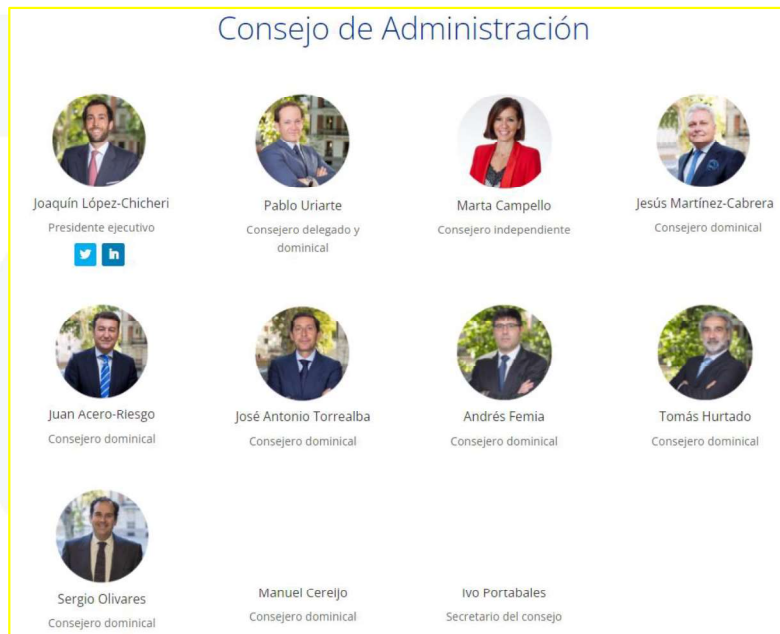 Consejo de Administración
Joaquín López-Chicheri
Presidente ejecutivo
Pablo Uriarte
Consejero delegado y
dominical
Marta Campello
Consejero independiente
Jesús Martínez-Cabrera
Consejero dominical
in
Juan Acero-Riesgo
Consejero dominical
José Antonio Torrealba
Consejero dominical
Andrés Femia
Consejero dominical
Tomás Hurtado
Consejero dominical
Sergio Olivares
Consejero dominical
Manuel Cereijo
Consejero dominical
Ivo Portabales
Secretario del consejo